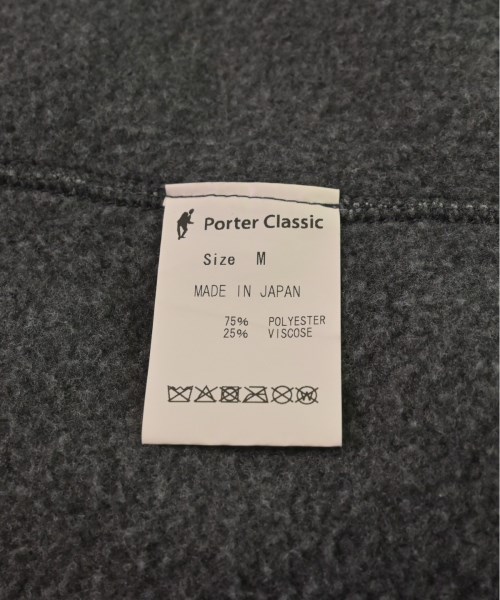 Porter Classic
Size M
MADE IN JAPAN
75% POLYESTER
25% VISCOSE
W